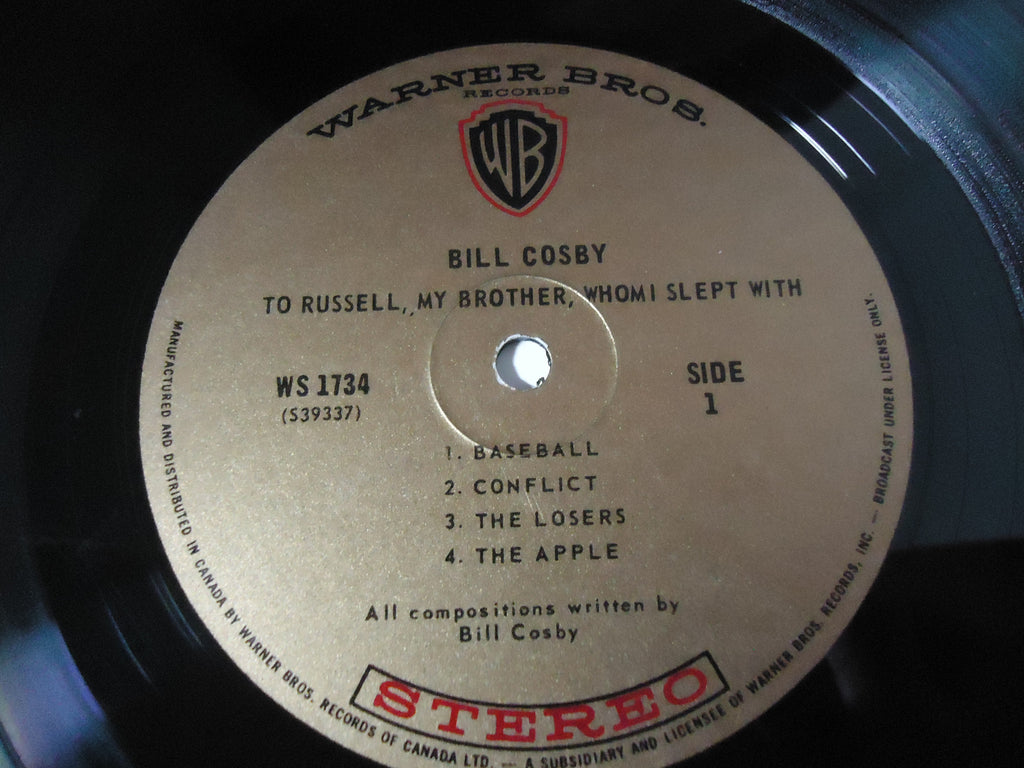 WARNER BROS.
RECORDS
WB
BILL COSBY
TO RUSSELL, MY BROTHER, WHOM I SLEPT WITH
WS 1734
(S39337)
SIDE
1
1. BASEBALL
2. CONFLICT
3. THE LOSERS
4. THE APPLE
All compositions written by
Bill Cosby
STEREO
MANUFACTURED AND DISTRIBUTED IN CANADA BY WARNER BROS. RECORDS OF CANADA LTD. — A SUBSIDIARY AND LICENSEE OF WARNER BROS. RECORDS, INC. — BROADCAST UNDER LICENSE ONLY.